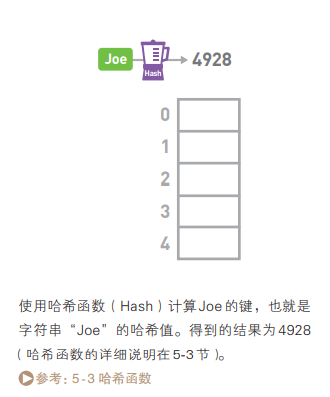 Joe
Hash
4928
0
1
2
3
4
使用哈希函数（Hash）计算Joe的键，也就是
字符串“Joe”的哈希值。得到的结果为4928
（哈希函数的详细说明在5-3节）。
参考：5-3 哈希函数